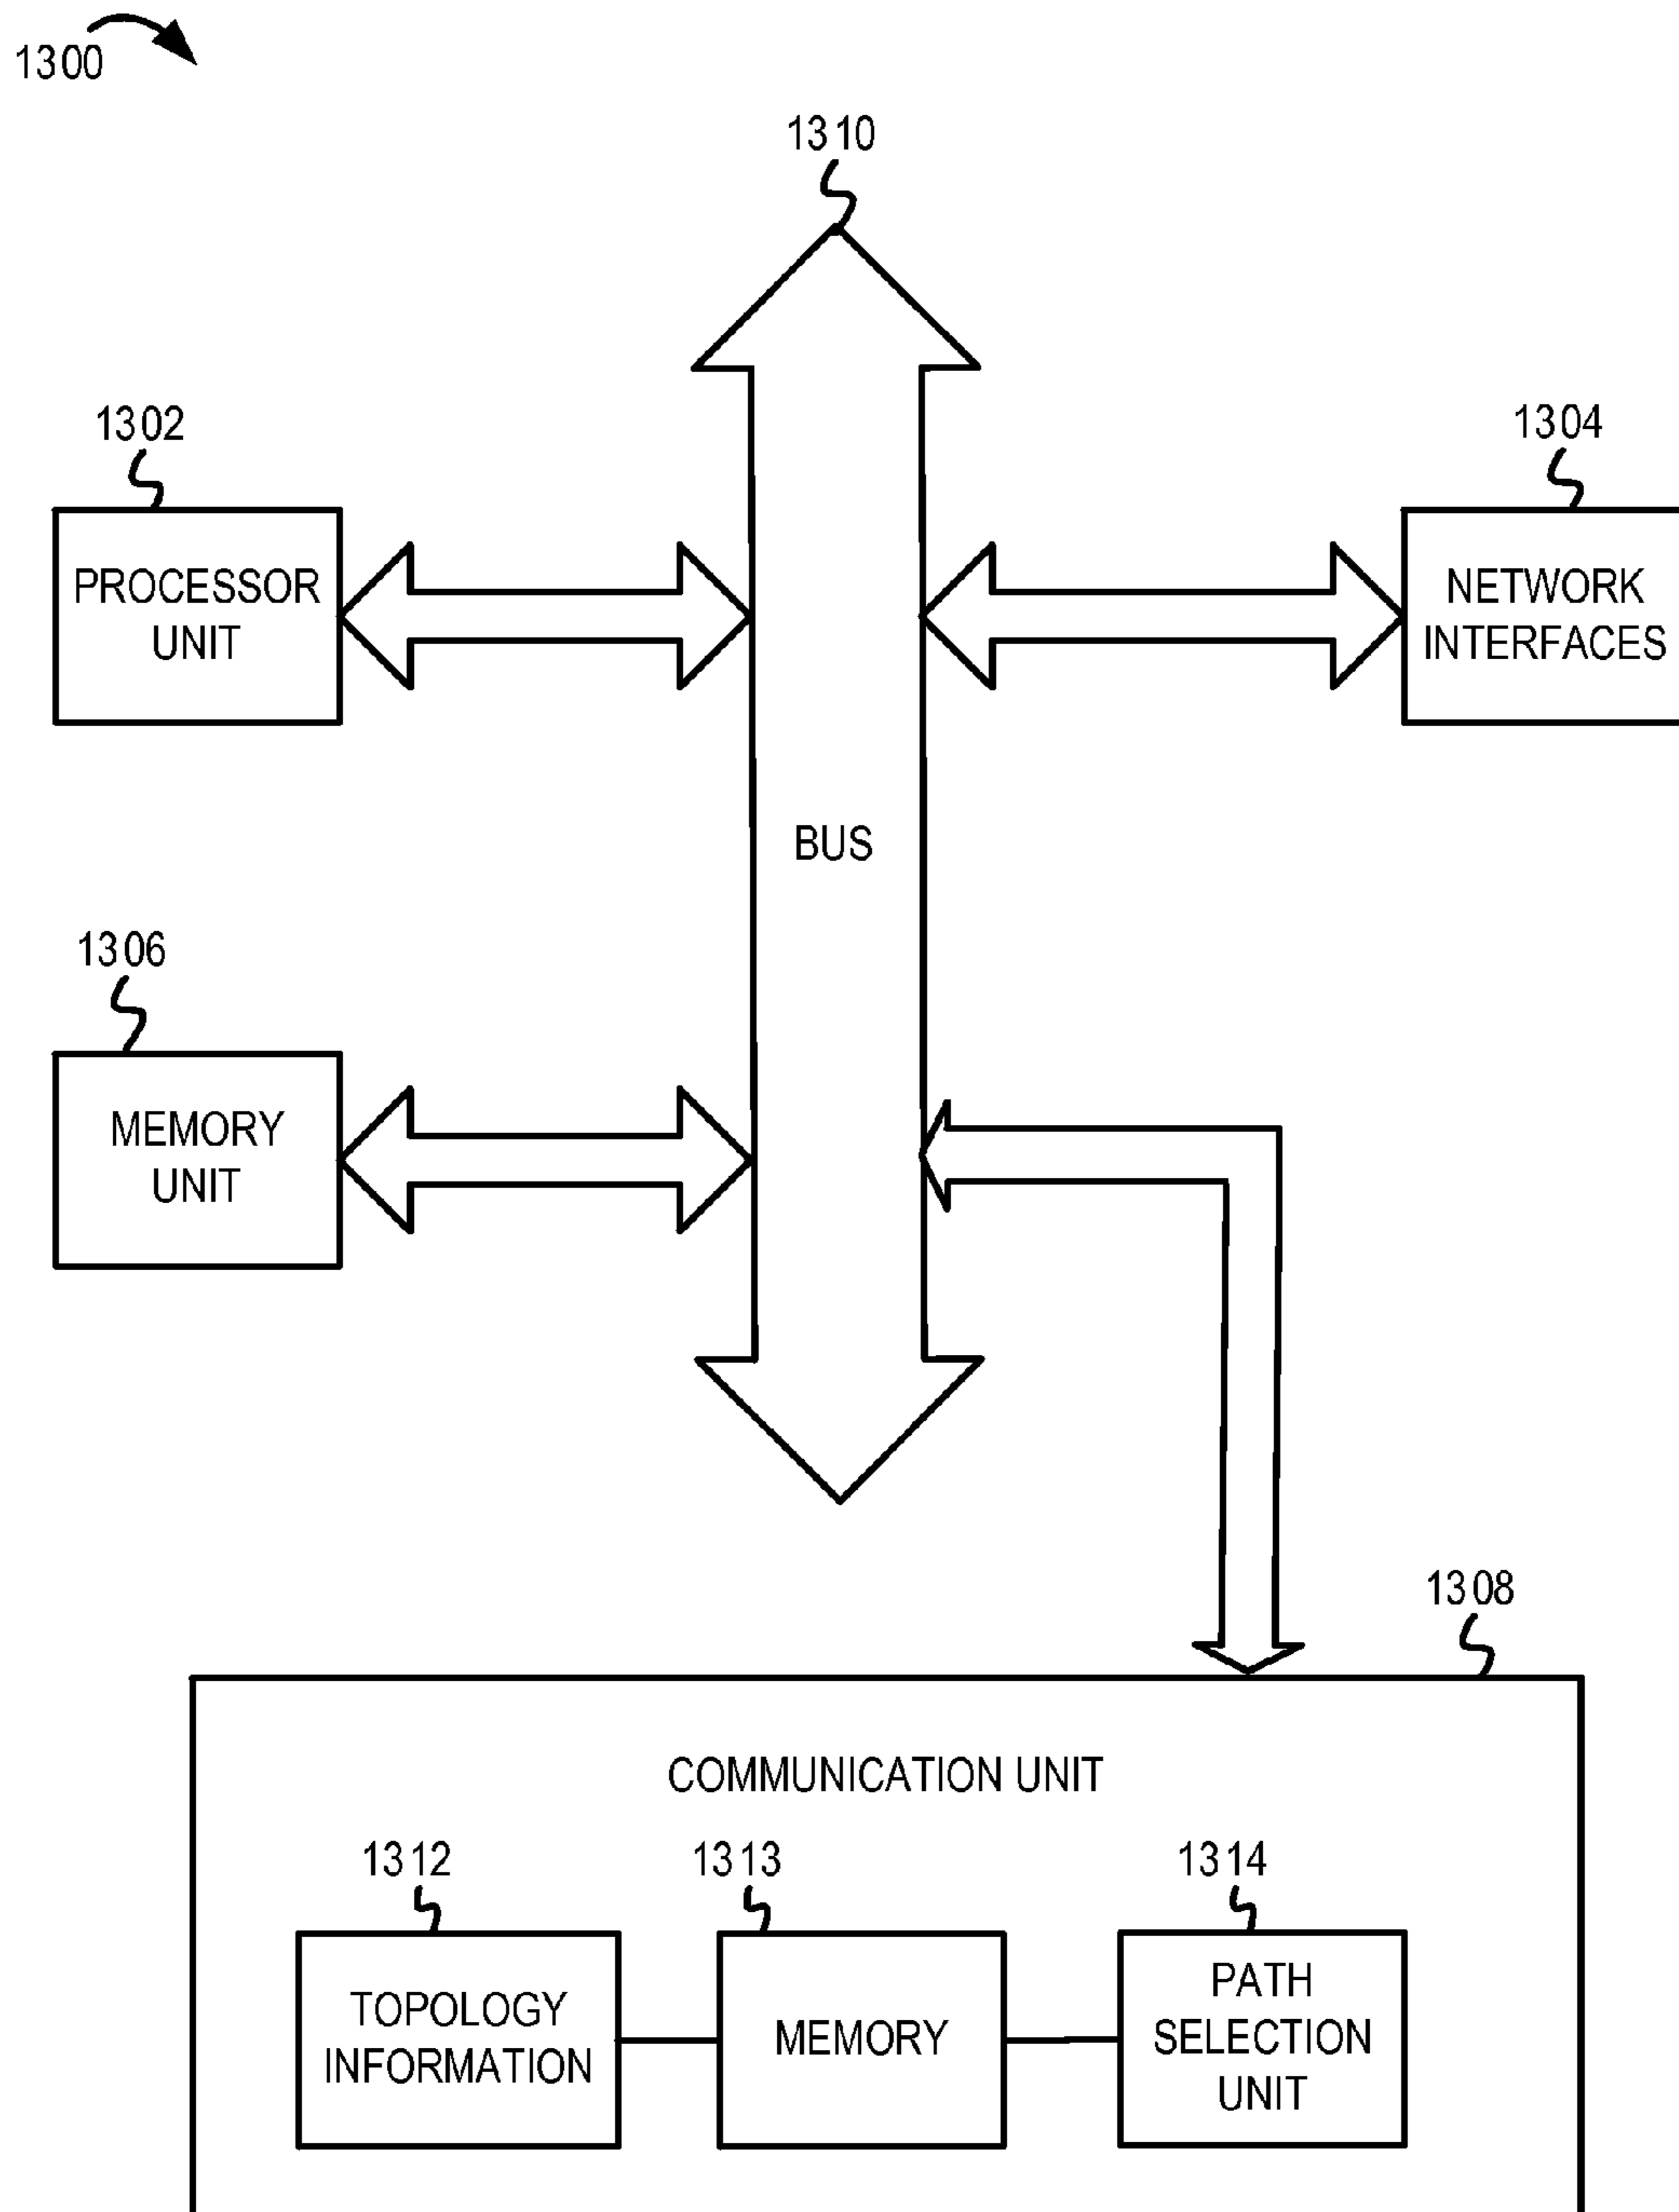 1300
1310
1302
1304
PROCESSOR
UNIT
NETWORK
INTERFACES
BUS
1306
MEMORY
UNIT
1308
COMMUNICATION UNIT
1312
1313
1314
TOPOLOGY
INFORMATION
MEMORY
PATH
SELECTION
UNIT